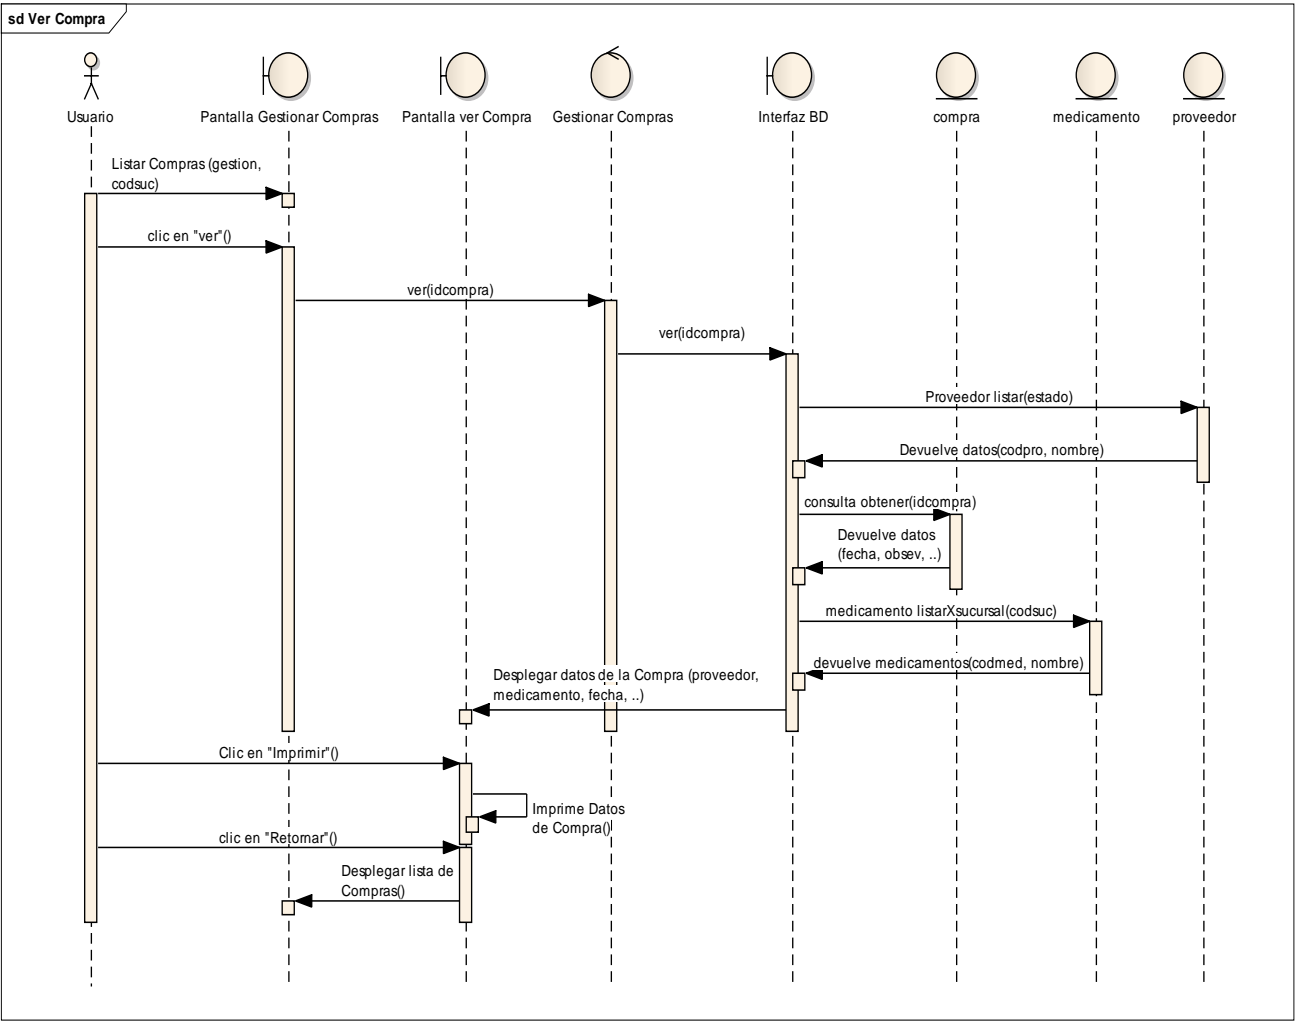 sd Ver Compra
Usuario
Pantalla Gestionar Compras
Pantalla ver Compra
Gestionar Compras
Interfaz BD
compra
medicamento
proveedor
Listar Compras (gestion,
codsuc)
clic en "ver"()
ver(idcompra)
ver(idcompra)
Proveedor listar(estado)
Devuelve datos(codpro, nombre)
consulta obtener(idcompra)
Devuelve datos
(fecha, obsev, ..)
medicamento listarXsucursal(codsuc)
devuelve medicamentos(codmed, nombre)
Desplegar datos de la Compra (proveedor,
medicamento, fecha, ..)
Clic en "Imprimir"()
Imprime Datos
de Compra()
clic en "Retornar"()
Desplegar lista de
Compras()